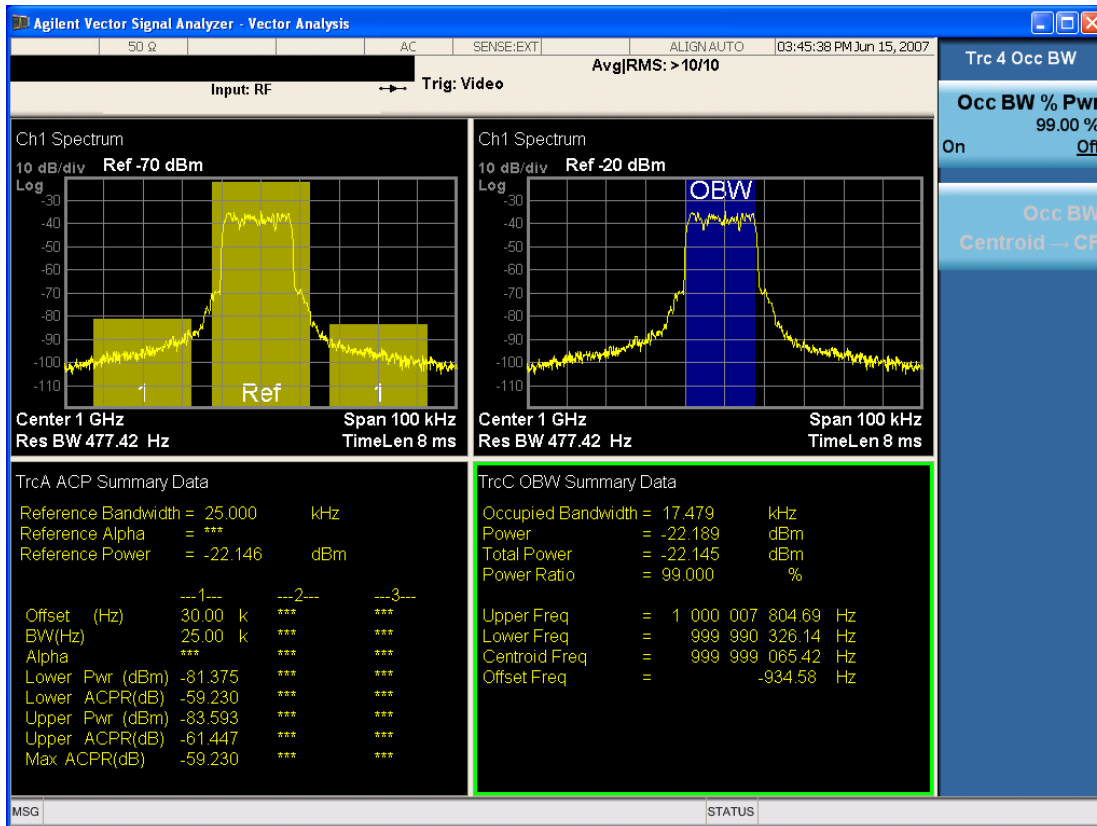 Agilent Vector Signal Analyzer - Vector Analysis
50 Ω AC SENSE:EXT ALIGN AUTO 03:45:38 PM Jun 15, 2007
Avg|RMS: >10/10
Input: RF Trig: Video
Trc 4 Occ BW
Occ BW % Pwr
99.00 %
On Off
Occ BW
Centroid → CF
Ch1 Spectrum
10 dB/div Ref -70 dBm
Log
-30
-40
-50
-60
-70
-80
-90
-100
-110
1 Ref 1
Center 1 GHz Span 100 kHz
Res BW 477.42 Hz TimeLen 8 ms
Ch1 Spectrum
10 dB/div Ref -20 dBm
Log
OBW
-30
-40
-50
-60
-70
-80
-90
-100
-110
Center 1 GHz Span 100 kHz
Res BW 477.42 Hz TimeLen 8 ms
TrcA ACP Summary Data
Reference Bandwidth = 25.000 kHz
Reference Alpha = ***
Reference Power = -22.146 dBm
---1--- ---2--- ---3---
Offset (Hz) 30.00 k *** ***
BW(Hz) 25.00 k *** ***
Alpha *** *** ***
Lower Pwr (dBm) -81.375 *** ***
Lower ACPR(dB) -59.230 *** ***
Upper Pwr (dBm) -83.593 *** ***
Upper ACPR(dB) -61.447 *** ***
Max ACPR(dB) -59.230 *** ***
TrcC OBW Summary Data
Occupied Bandwidth = 17.479 kHz
Power = -22.189 dBm
Total Power = -22.145 dBm
Power Ratio = 99.000 %
Upper Freq = 1 000 007 804.69 Hz
Lower Freq = 999 990 326.14 Hz
Centroid Freq = 999 999 065.42 Hz
Offset Freq = -934.58 Hz
MSG STATUS